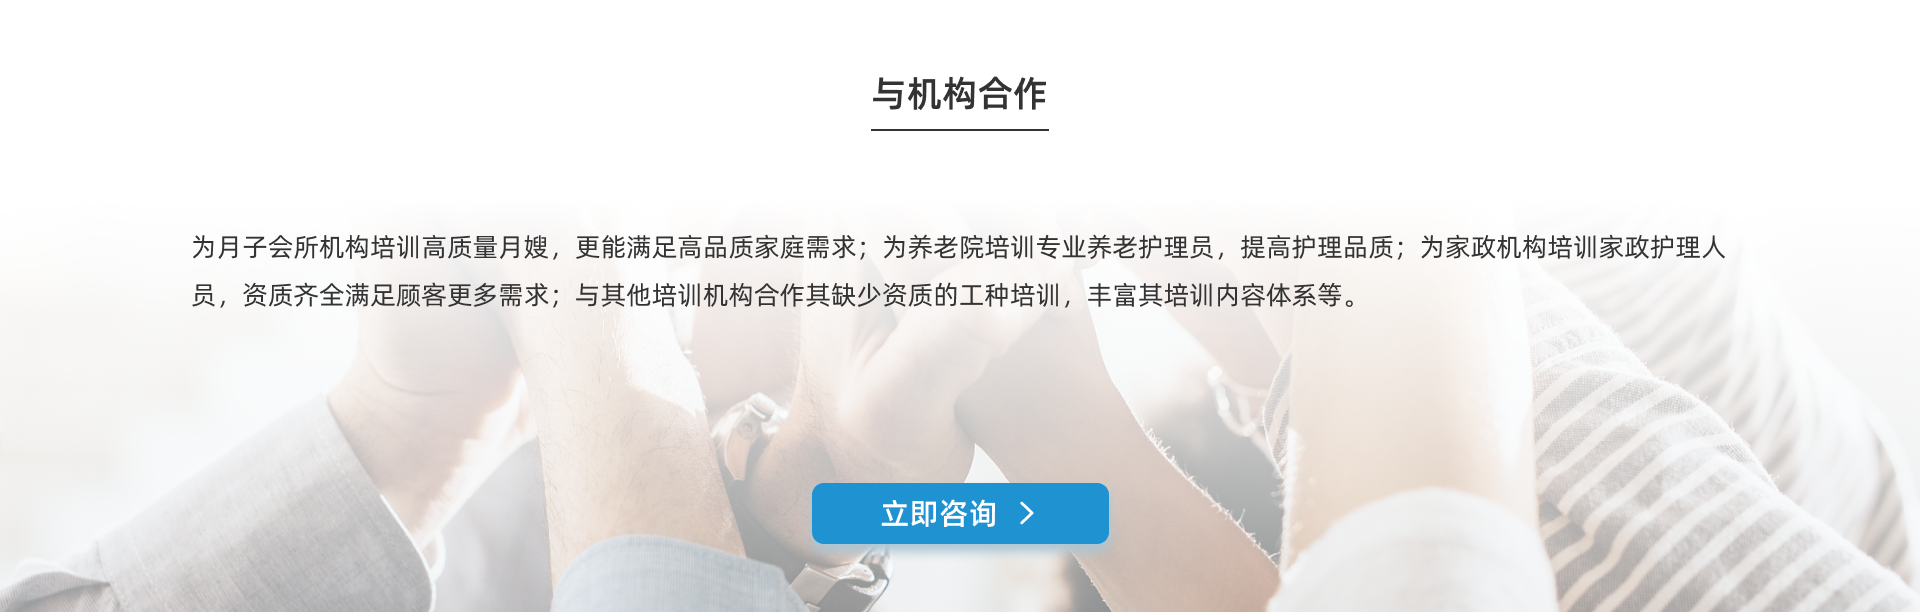 与机构合作
为月子会所机构培训高质量月嫂，更能满足高品质家庭需求；为养老院培训专业养老护理员，提高护理品质；为家政机构培训家政护理人
员，资质齐全满足顾客更多需求；与其他培训机构合作其缺少资质的工种培训，丰富其培训内容体系等。
立即咨询